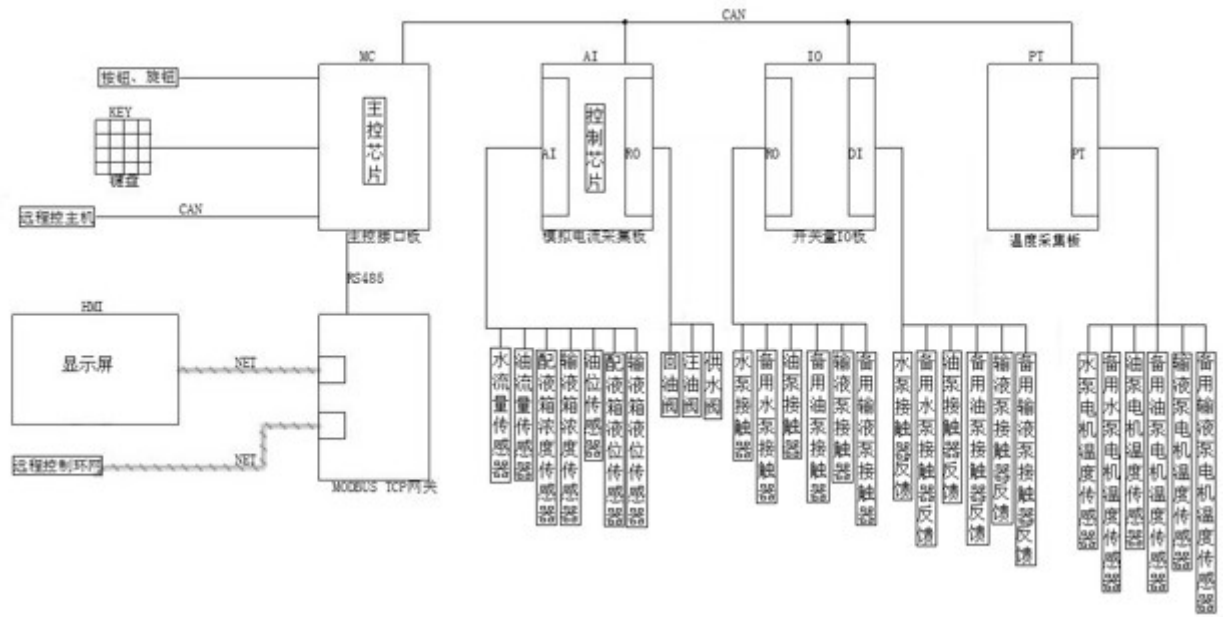 CAN
MC
AI
IO
PT
按钮、旋钮
KEY
键盘
远程控主机
CAN
主控芯片
主控接口板
AI
控制芯片
RO
模拟电流采集板
RO
DI
开关量IO板
PT
温度采集板
RS485
HMI
显示屏
NET
远程控制环网
NET
MODBUS TCP网关
水流量传感器
油流量传感器
配液箱浓度传感器
输液箱浓度传感器
油位传感器
配液箱液位传感器
输液箱液位传感器
回油阀
注油阀
供水阀
水泵接触器
备用水泵接触器
油泵接触器
备用油泵接触器
输液泵接触器
备用输液泵接触器
水泵接触器反馈
备用水泵接触器反馈
油泵接触器反馈
备用油泵接触器反馈
输液泵接触器反馈
备用输液泵接触器反馈
水泵电机温度传感器
备用水泵电机温度传感器
油泵电机温度传感器
备用油泵电机温度传感器
输液泵电机温度传感器
备用输液泵电机温度传感器